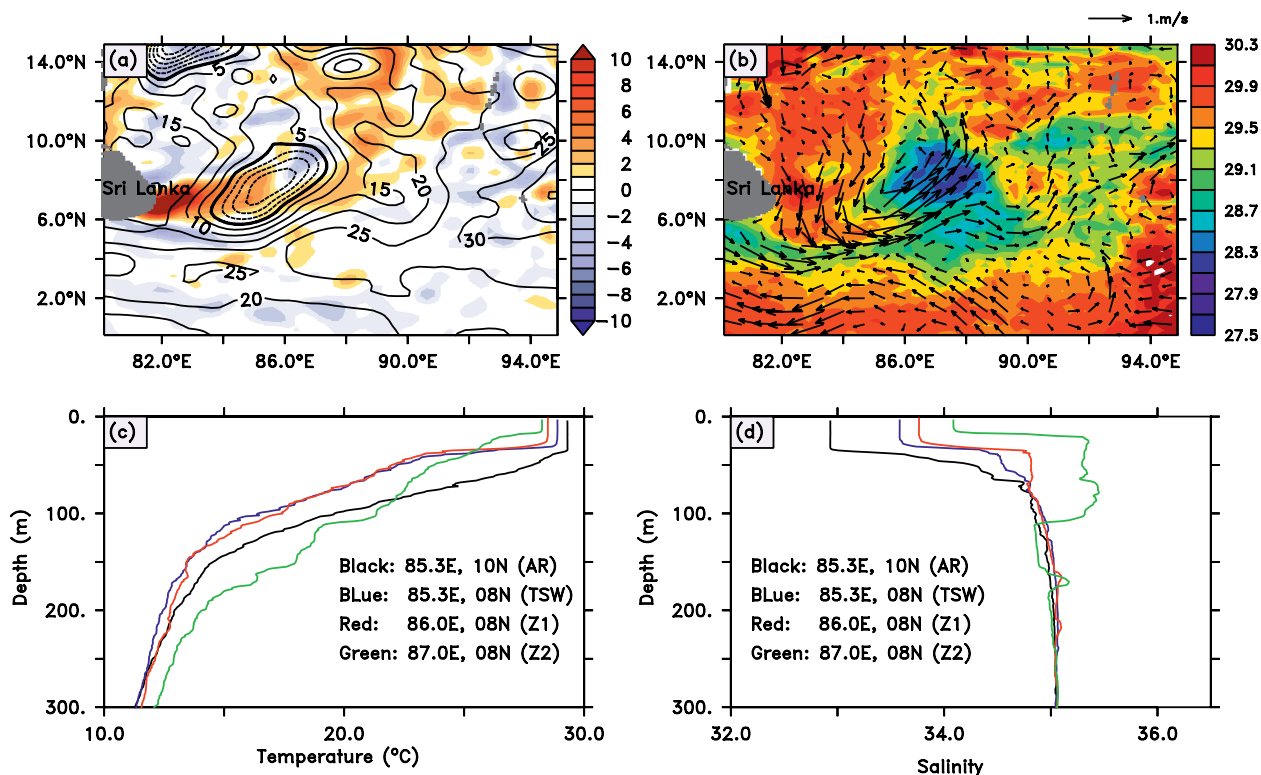 1.m/s
(a)
14.0°N
10.0°N
6.0°N
2.0°N
82.0°E 86.0°E 90.0°E 94.0°E
Sri Lanka
5
15
5
25
15
20
10
25
30
25
20
10
8
6
4
2
0
−2
−4
−6
−8
−10
(b)
14.0°N
10.0°N
6.0°N
2.0°N
82.0°E 86.0°E 90.0°E 94.0°E
Sri Lanka
30.3
29.9
29.5
29.1
28.7
28.3
27.9
27.5
(c)
0.
100.
200.
300.
Depth (m)
10.0 20.0 30.0
Temperature (°C)
Black: 85.3E, 10N (AR)
BLue: 85.3E, 08N (TSW)
Red: 86.0E, 08N (Z1)
Green: 87.0E, 08N (Z2)
(d)
0.
100.
200.
300.
Depth (m)
32.0 34.0 36.0
Salinity
Black: 85.3E, 10N (AR)
BLue: 85.3E, 08N (TSW)
Red: 86.0E, 08N (Z1)
Green: 87.0E, 08N (Z2)